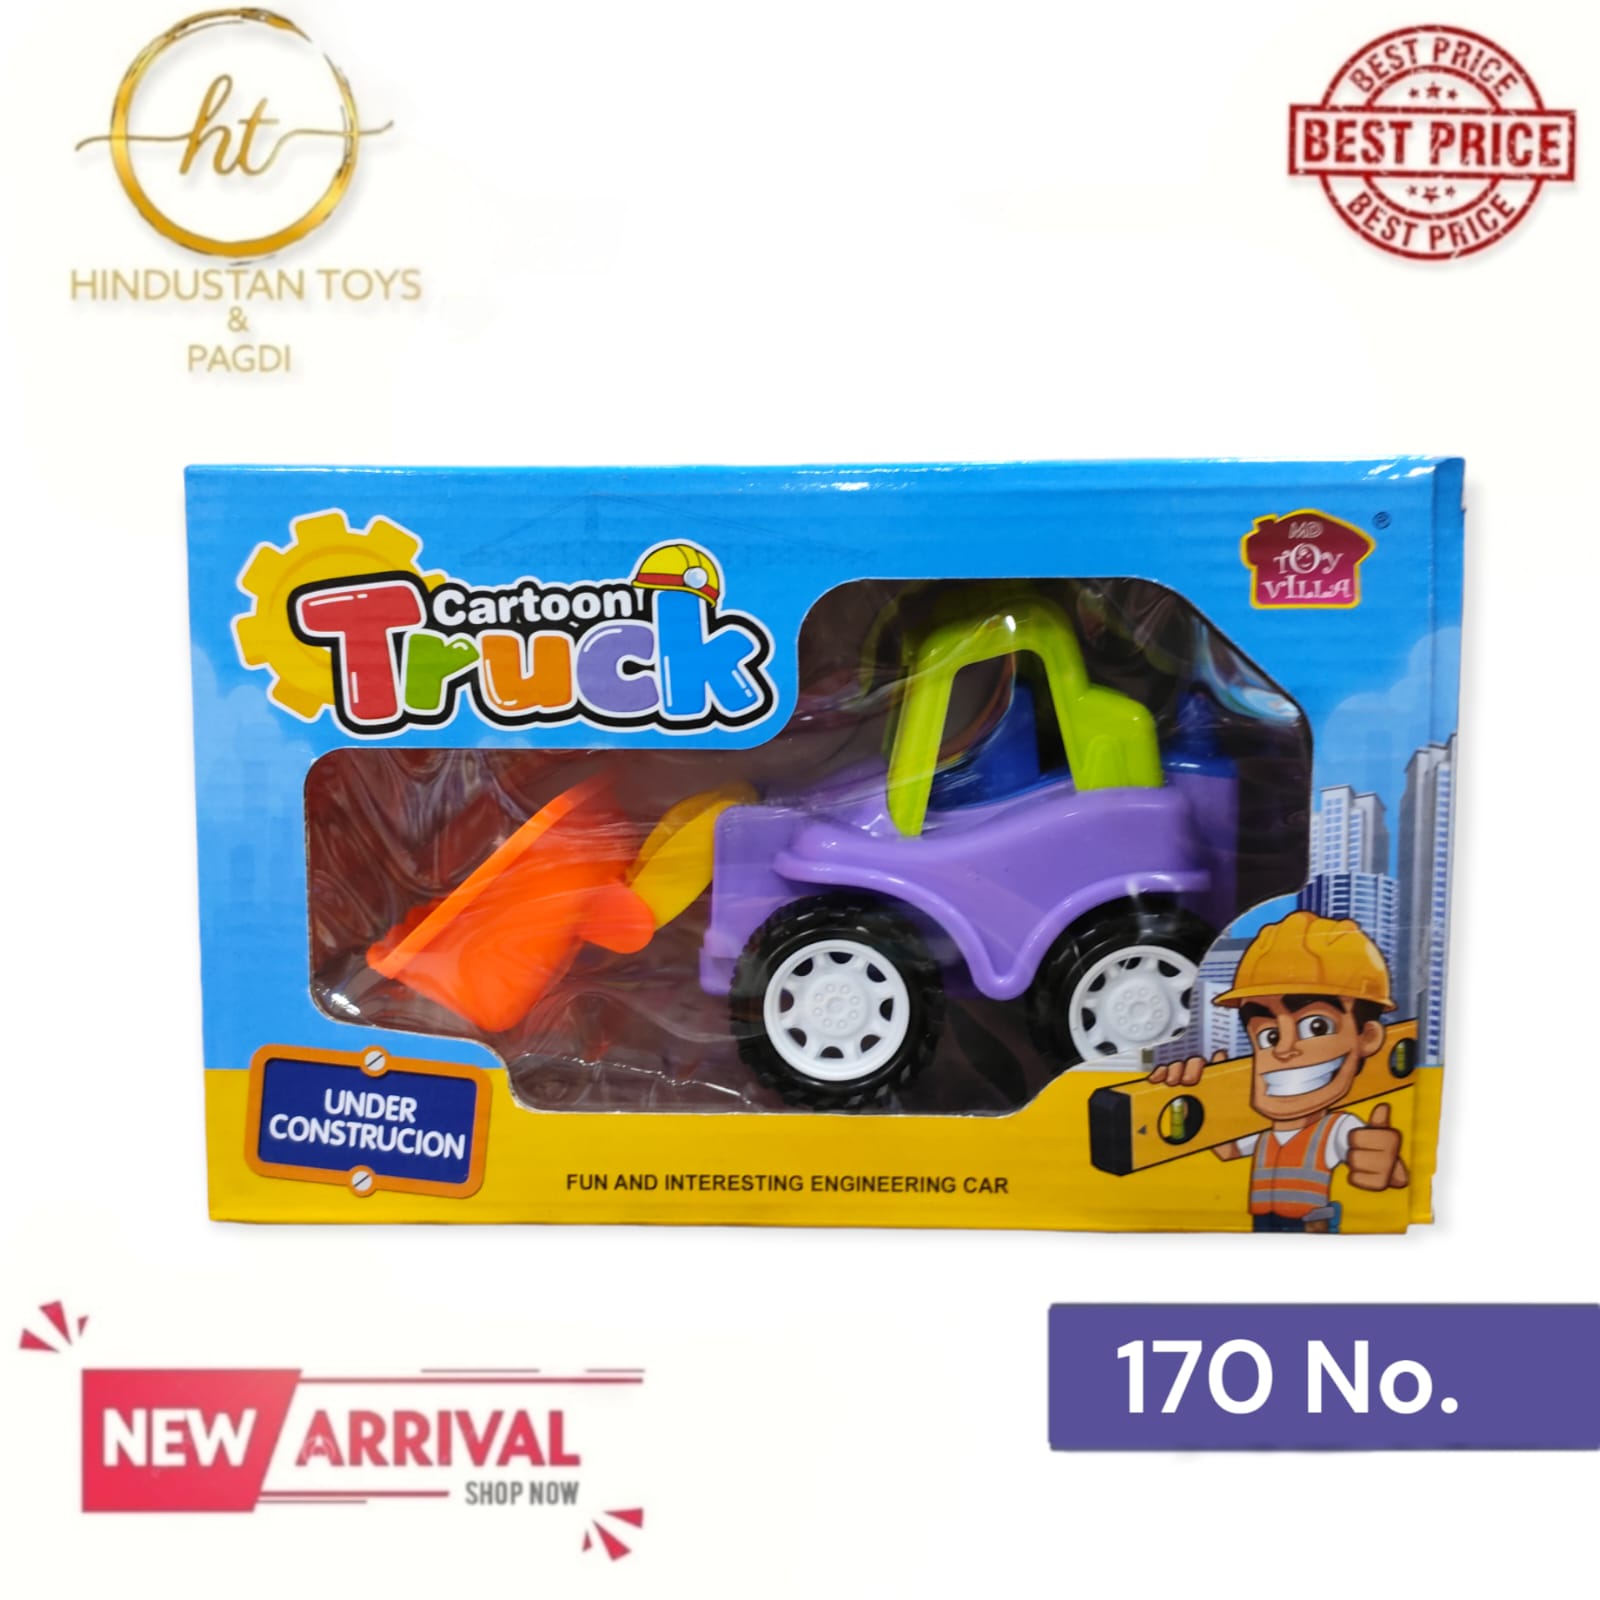 ht
HINDUSTAN TOYS
&
PAGDI
BEST PRICE
BEST PRICE
BEST PRICE
Cartoon
Truck
MD
TOY
VILLA
®
UNDER
CONSTRUCION
FUN AND INTERESTING ENGINEERING CAR
NEW ARRIVAL
SHOP NOW
170 No.